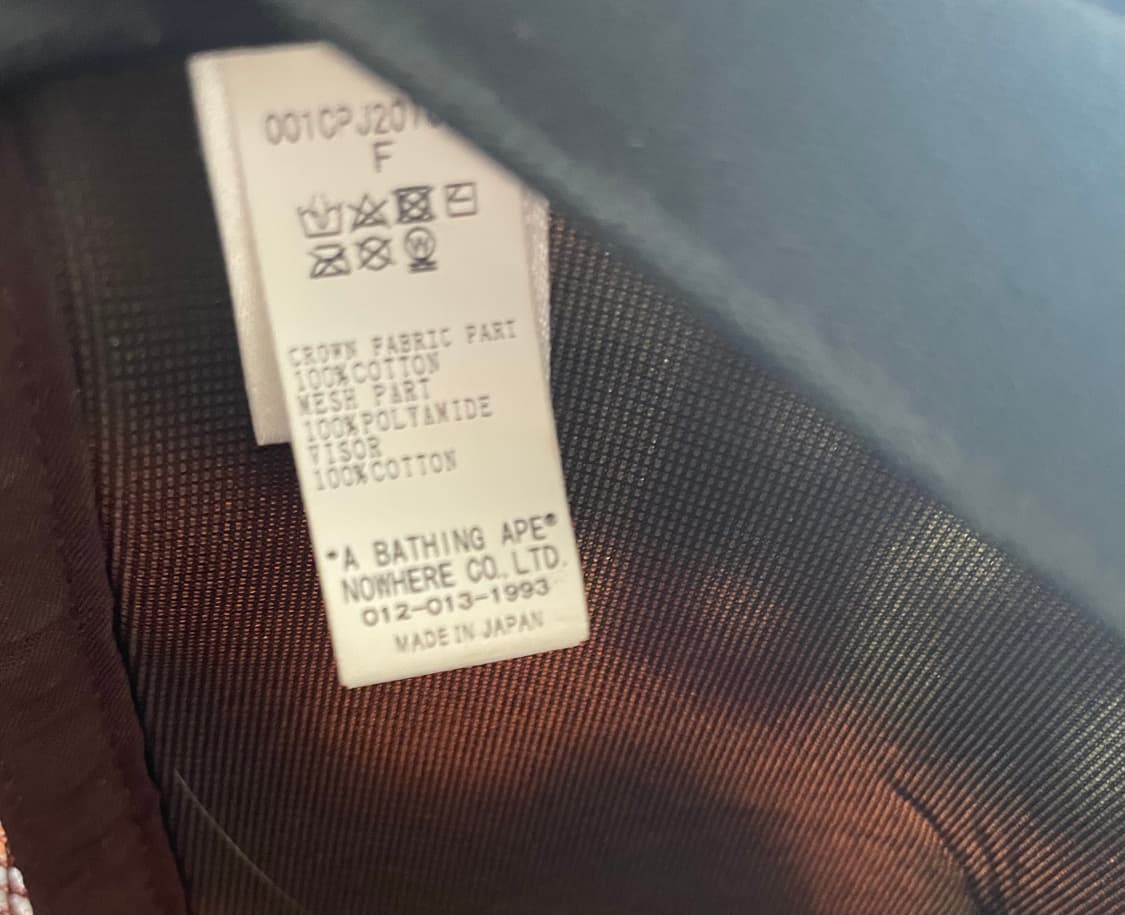 F
CROWN FABRIC PART
100%COTTON
MESH PART
100%POLYAMIDE
VISOR
100%COTTON
*A BATHING APE®
NOWHERE CO., LTD.
012-013-1993
MADE IN JAPAN